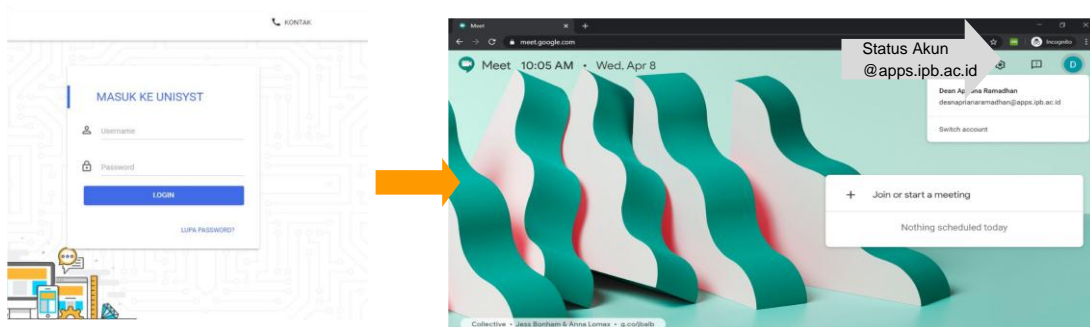 KONTAK
MASUK KE UNISYST
Username
Password
LOGIN
LUPA PASSWORD?
Meet
meet.google.com
Incognito
Meet 10:05 AM • Wed, Apr 8
Status Akun
@apps.ipb.ac.id
D
Dean Apriana Ramadhan
deanaprianaramadhan@apps.ipb.ac.id
Switch account
Join or start a meeting
Nothing scheduled today
Collective • Jess Bonham & Anna Lomax • g.co/jbalb